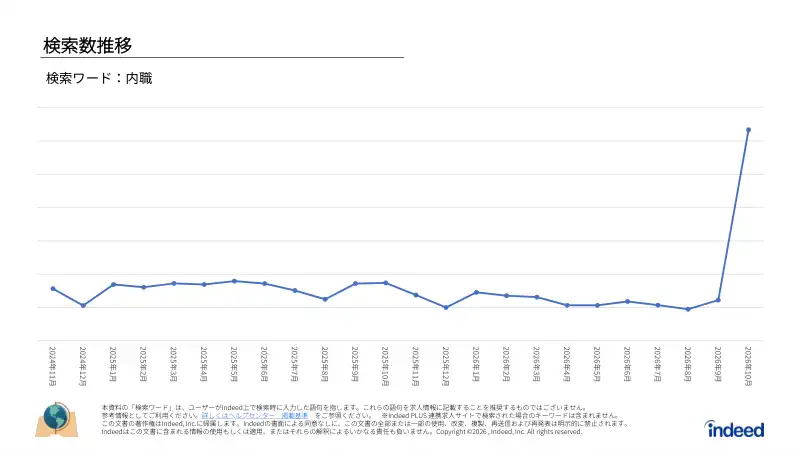 検索数推移
検索ワード：内職
2024年11月
2024年12月
2025年1月
2025年2月
2025年3月
2025年4月
2025年5月
2025年6月
2025年7月
2025年8月
2025年9月
2025年10月
2025年11月
2025年12月
2026年1月
2026年2月
2026年3月
2026年4月
2026年5月
2026年6月
2026年7月
2026年8月
2026年9月
2026年10月
本資料の「検索ワード」は、ユーザーがIndeed上で検索時に入力した語句を指します。これらの語句を求人情報に記載することを推奨するものではございません。
参考情報としてご利用ください。詳しくはヘルプセンター　掲載基準　をご参照ください。　※Indeed PLUS 連携求人サイトで検索された場合のキーワードは含まれません。
この文書の著作権はIndeed, Inc.に帰属します。Indeedの書面による同意なしに、この文書の全部または一部の使用、改変、複製、再送信および再発表は明示的に禁止されます。
Indeedはこの文書に含まれる情報の使用もしくは適用、またはそれらの解釈によるいかなる責任も負いません。Copyright ©2026 , Indeed, Inc. All rights reserved.
indeed